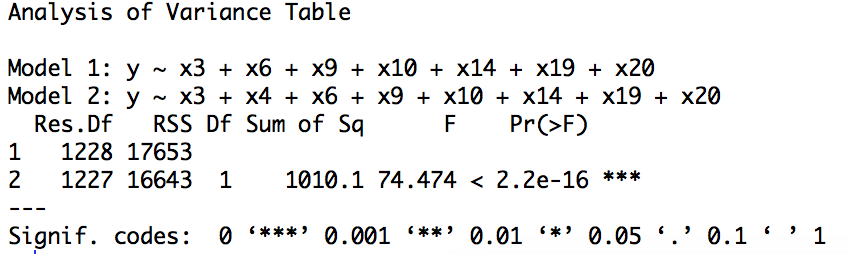 Analysis of Variance Table
Model 1: y ~ x3 + x6 + x9 + x10 + x14 + x19 + x20
Model 2: y ~ x3 + x4 + x6 + x9 + x10 + x14 + x19 + x20
  Res.Df   RSS Df Sum of Sq      F    Pr(>F)
1   1228 17653
2   1227 16643  1    1010.1 74.474 < 2.2e-16 ***
---
Signif. codes:  0 ‘***’ 0.001 ‘**’ 0.01 ‘*’ 0.05 ‘.’ 0.1 ‘ ’ 1